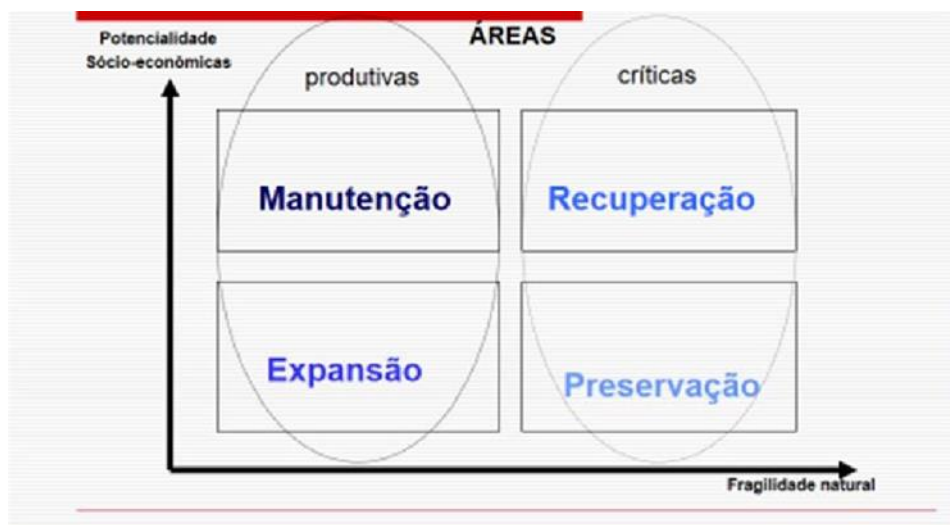 ÁREAS
Potencialidade
Sócio-econômicas
produtivas
críticas
Manutenção
Recuperação
Expansão
Preservação
Fragilidade natural